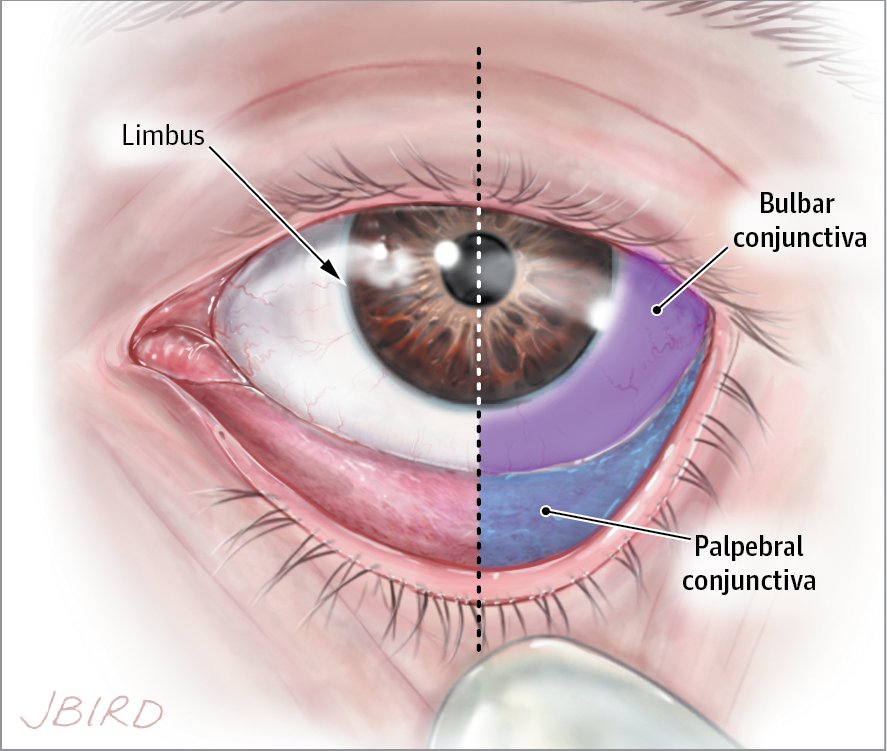 Limbus
Bulbar
conjunctiva
Palpebral
conjunctiva
JBIRD